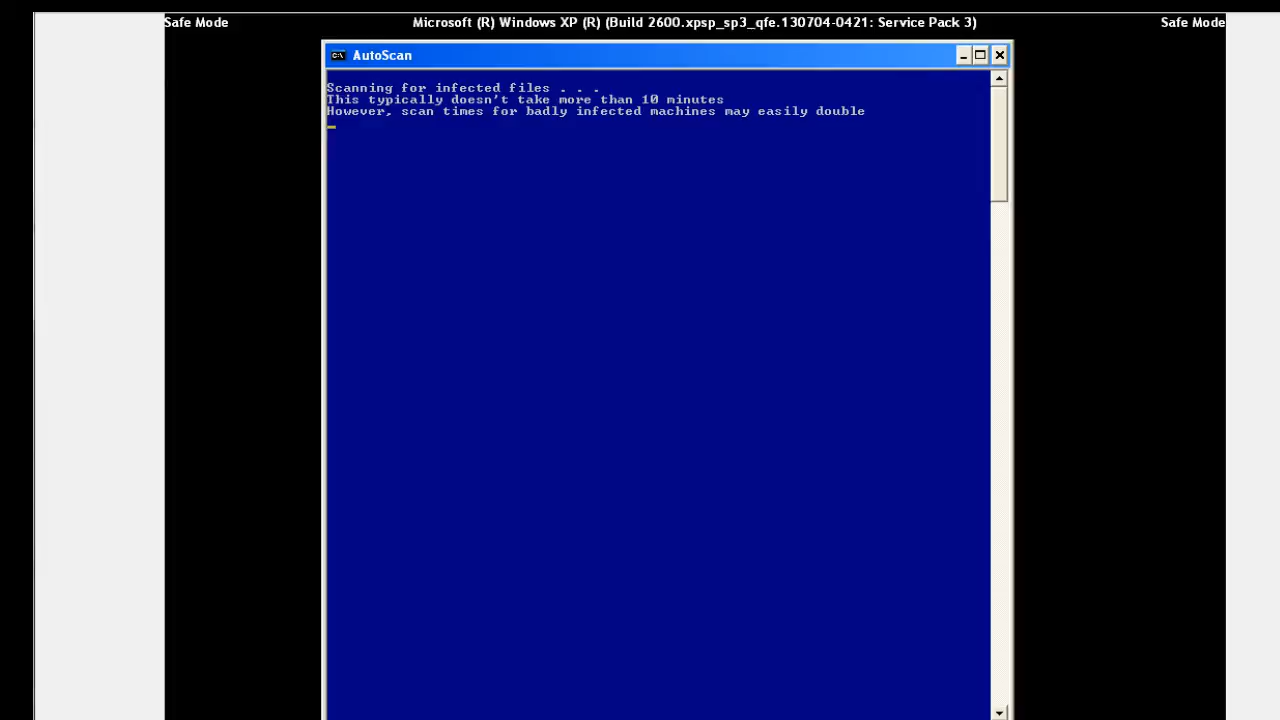 Safe Mode Microsoft (R) Windows XP (R) (Build 2600.xpsp_sp3_qfe.130704-0421: Service Pack 3) Safe Mode
AutoScan
Scanning for infected files . . .
This typically doesn't take more than 10 minutes
However, scan times for badly infected machines may easily double